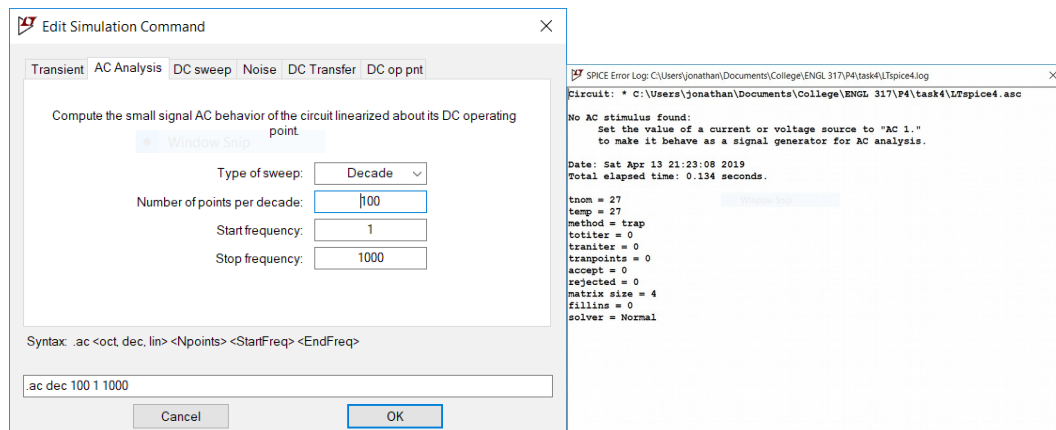 Edit Simulation Command
Transient AC Analysis DC sweep Noise DC Transfer DC op pnt
Compute the small signal AC behavior of the circuit linearized about its DC operating
point.
Window Snip
Type of sweep: Decade
Number of points per decade: 100
Start frequency: 1
Stop frequency: 1000
Syntax: .ac <oct, dec, lin> <Npoints> <StartFreq> <EndFreq>
.ac dec 100 1 1000
Cancel OK
SPICE Error Log: C:\Users\jonathan\Documents\College\ENGL 317\P4\task4\LTspice4.log
Circuit: * C:\Users\jonathan\Documents\College\ENGL 317\P4\task4\LTspice4.asc
No AC stimulus found:
Set the value of a current or voltage source to "AC 1."
to make it behave as a signal generator for AC analysis.
Date: Sat Apr 13 21:23:08 2019
Total elapsed time: 0.134 seconds.
tnom = 27
Window Snip
temp = 27
method = trap
totiter = 0
traniter = 0
tranpoints = 0
accept = 0
rejected = 0
matrix size = 4
fillins = 0
solver = Normal